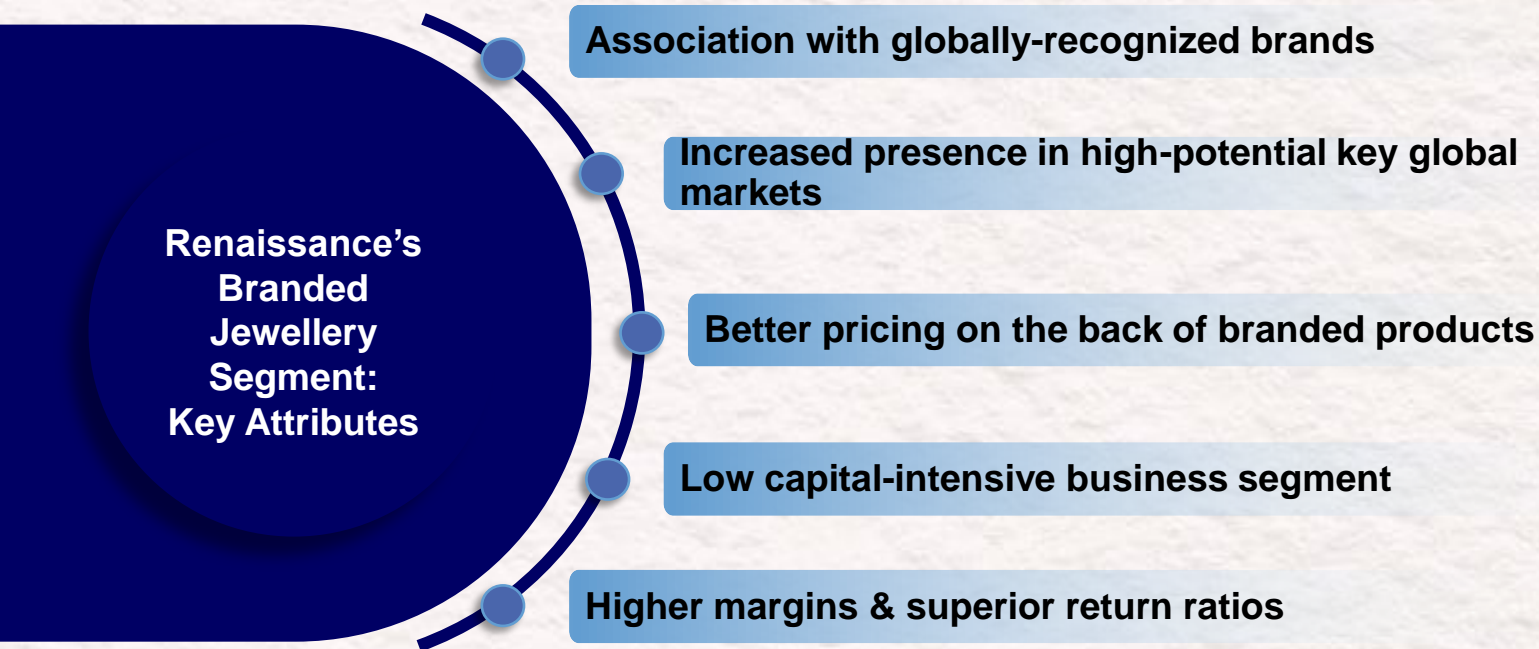 Renaissance’s
Branded
Jewellery
Segment:
Key Attributes
Association with globally-recognized brands
Increased presence in high-potential key global
markets
Better pricing on the back of branded products
Low capital-intensive business segment
Higher margins & superior return ratios